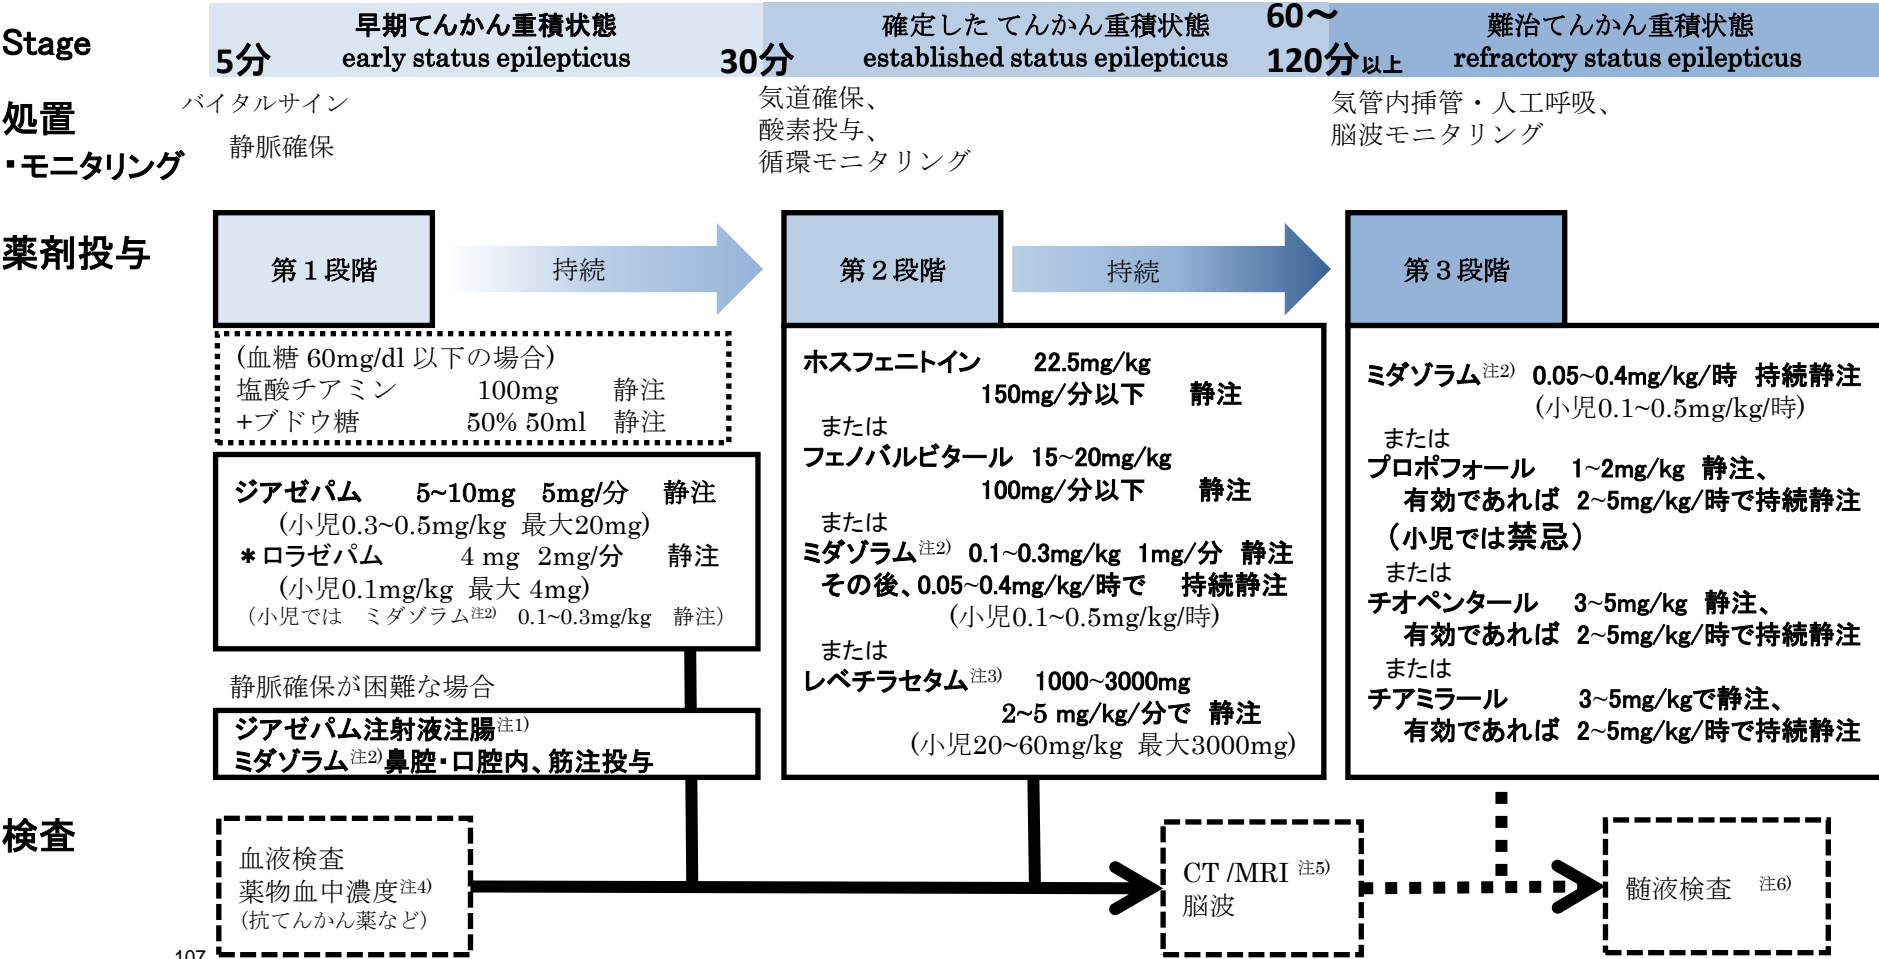 Stage
早期てんかん重積状態
5分 early status epilepticus
確定した てんかん重積状態
30分 established status epilepticus
60～
120分以上
難治てんかん重積状態
refractory status epilepticus
処置
・モニタリング
バイタルサイン
静脈確保
気道確保、
酸素投与、
循環モニタリング
気管内挿管・人工呼吸、
脳波モニタリング
薬剤投与
第１段階
持続
第２段階
持続
第３段階
(血糖 60mg/dl 以下の場合)
塩酸チアミン 100mg 静注
+ブドウ糖 50% 50ml 静注
ジアゼパム 5~10mg 5mg/分 静注
(小児0.3~0.5mg/kg 最大20mg)
＊ロラゼパム 4 mg 2mg/分 静注
(小児0.1mg/kg 最大 4mg)
（小児では ミダゾラム注2) 0.1~0.3mg/kg 静注）
静脈確保が困難な場合
ジアゼパム注射液注腸注1)
ミダゾラム注2)鼻腔・口腔内、筋注投与
ホスフェニトイン 22.5mg/kg
150mg/分以下 静注
または
フェノバルビタール 15~20mg/kg
100mg/分以下 静注
または
ミダゾラム注2) 0.1~0.3mg/kg 1mg/分 静注
その後、0.05~0.4mg/kg/時で 持続静注
(小児0.1~0.5mg/kg/時)
または
レベチラセタム注3) 1000~3000mg
2~5 mg/kg/分で 静注
(小児20~60mg/kg 最大3000mg)
ミダゾラム注2) 0.05~0.4mg/kg/時 持続静注
(小児0.1~0.5mg/kg/時)
または
プロポフォール 1~2mg/kg 静注、
有効であれば 2~5mg/kg/時で持続静注
（小児では禁忌）
または
チオペンタール 3~5mg/kg 静注、
有効であれば 2~5mg/kg/時で持続静注
または
チアミラール 3~5mg/kgで静注、
有効であれば 2~5mg/kg/時で持続静注
検査
血液検査
薬物血中濃度注4)
（抗てんかん薬など）
CT /MRI 注5)
脳波
髄液検査 注6)
107